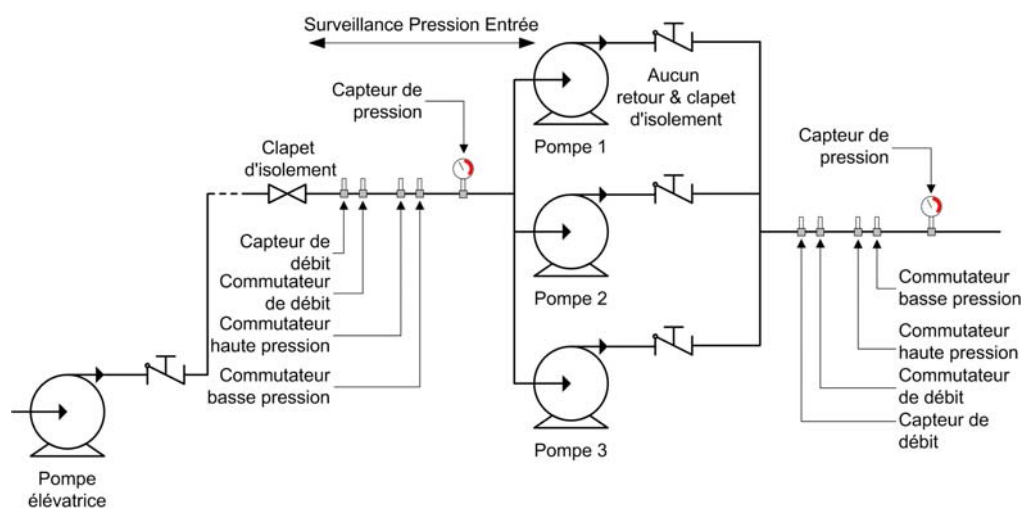 Surveillance Pression Entrée
Capteur de
pression
Clapet
d'isolement
Capteur de
débit
Commutateur
de débit
Commutateur
haute pression
Commutateur
basse pression
Pompe
élévatrice
Aucun
retour & clapet
d'isolement
Pompe 1
Pompe 2
Pompe 3
Capteur de
pression
Commutateur
basse pression
Commutateur
haute pression
Commutateur
de débit
Capteur de
débit